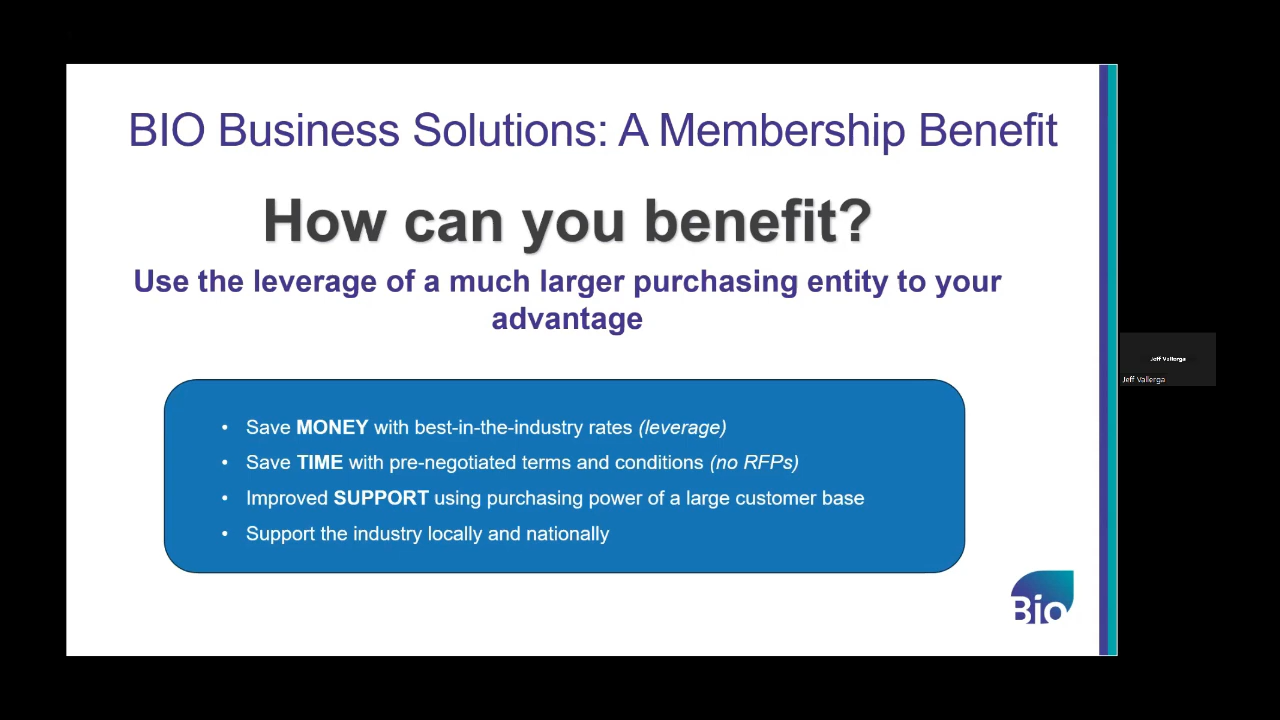 BIO Business Solutions: A Membership Benefit
How can you benefit?
Use the leverage of a much larger purchasing entity to your
advantage
• Save MONEY with best-in-the-industry rates (leverage)
• Save TIME with pre-negotiated terms and conditions (no RFPs)
• Improved SUPPORT using purchasing power of a large customer base
• Support the industry locally and nationally
Bio
Jeff Vallerga
Jeff Vallerga